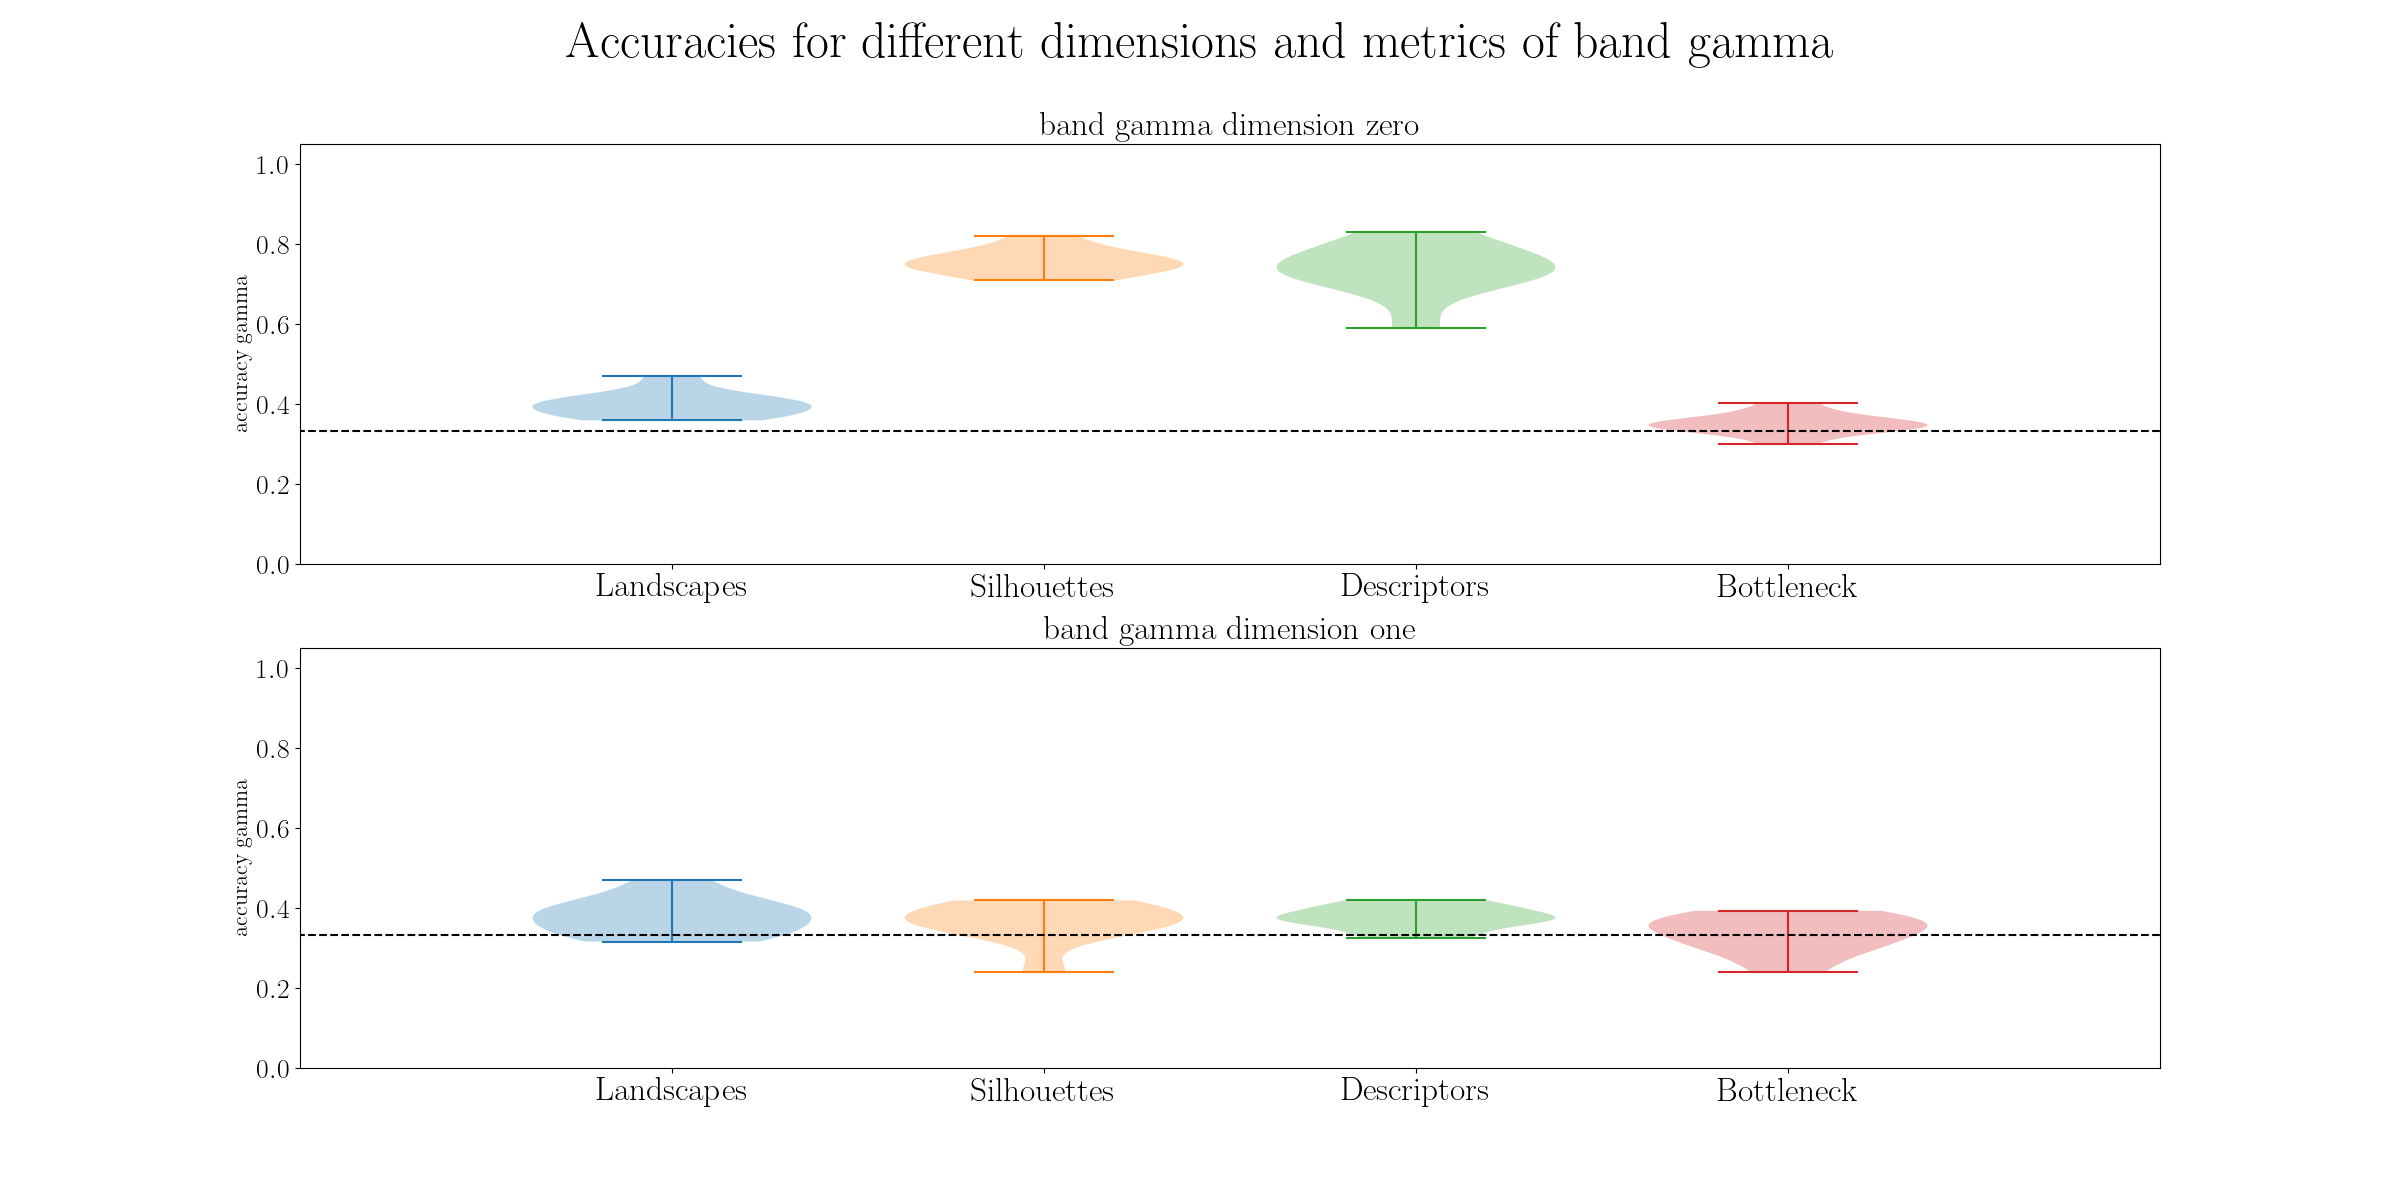 Accuracies for different dimensions and metrics of band gamma
band gamma dimension zero
accuracy gamma
1.0
0.8
0.6
0.4
0.2
0.0
Landscapes Silhouettes Descriptors Bottleneck
band gamma dimension one
accuracy gamma
1.0
0.8
0.6
0.4
0.2
0.0
Landscapes Silhouettes Descriptors Bottleneck